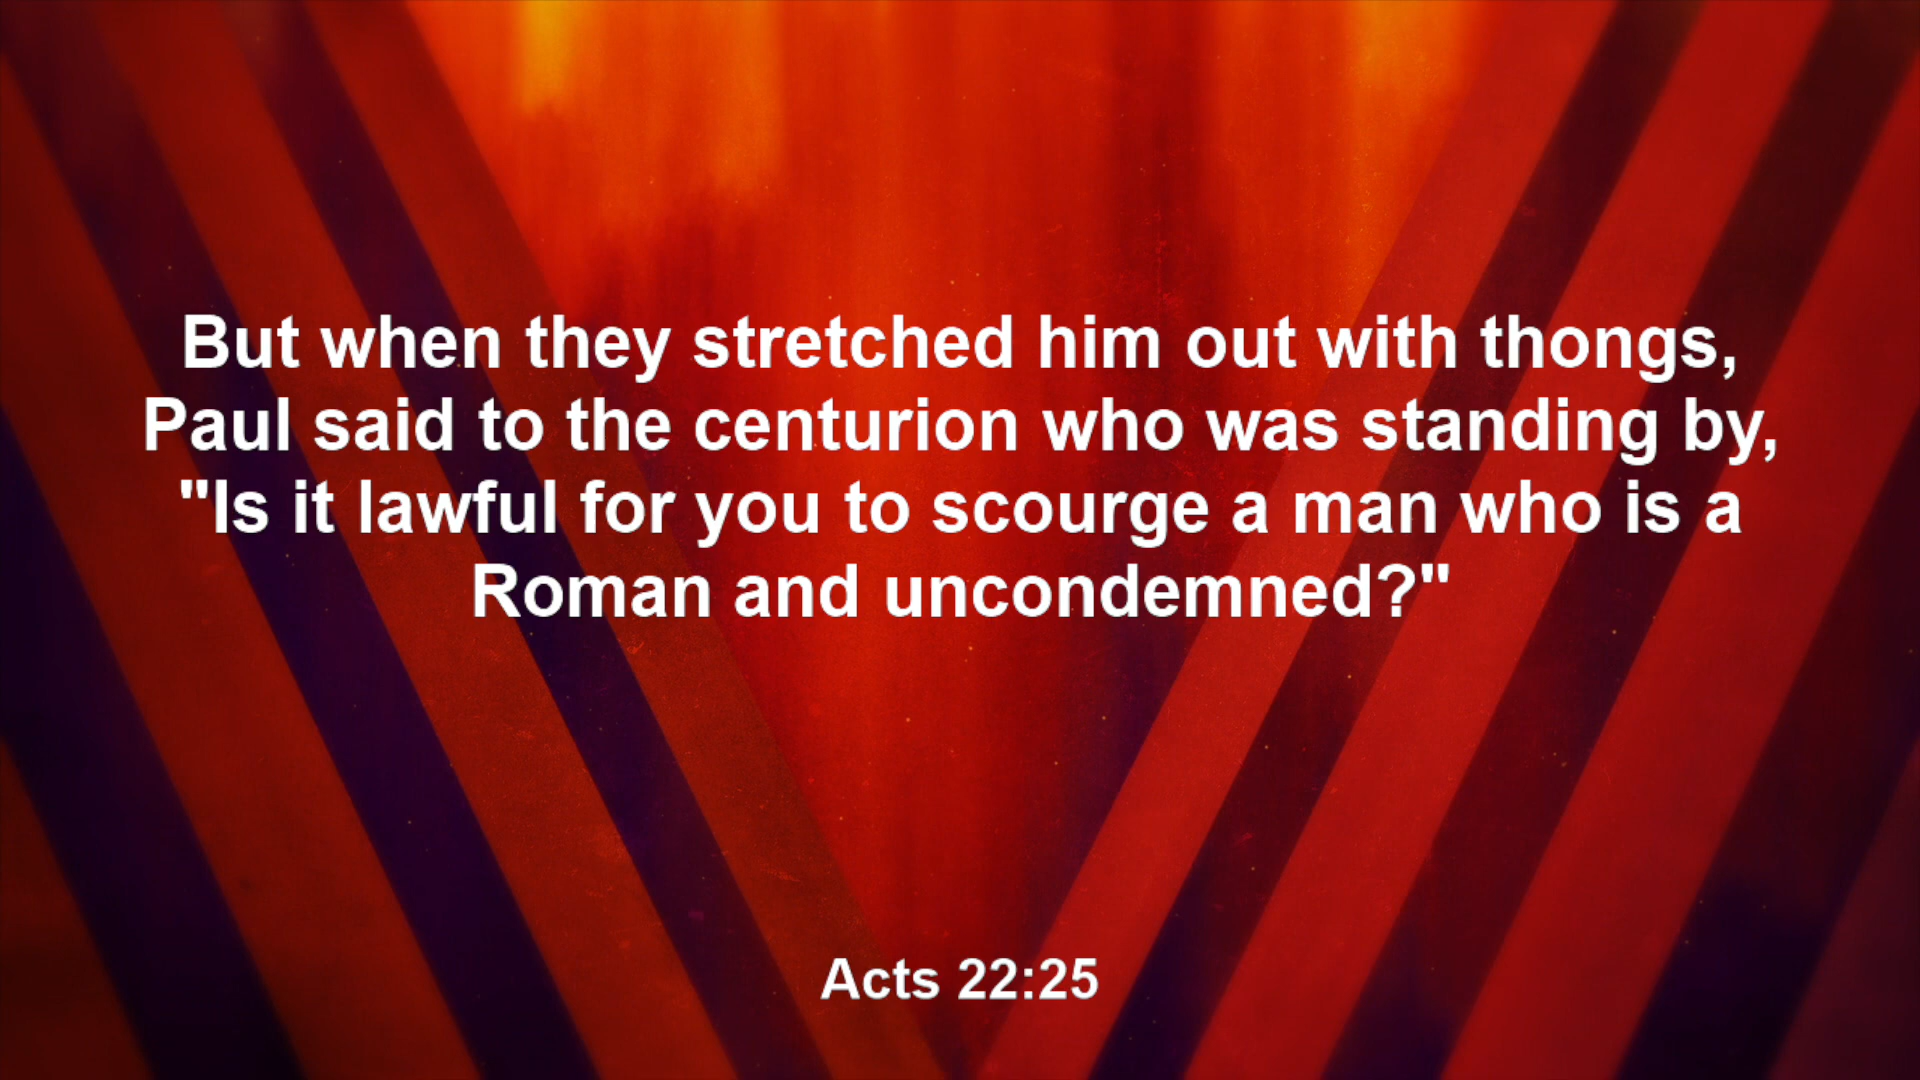 But when they stretched him out with thongs,
Paul said to the centurion who was standing by,
"Is it lawful for you to scourge a man who is a
Roman and uncondemned?"
Acts 22:25